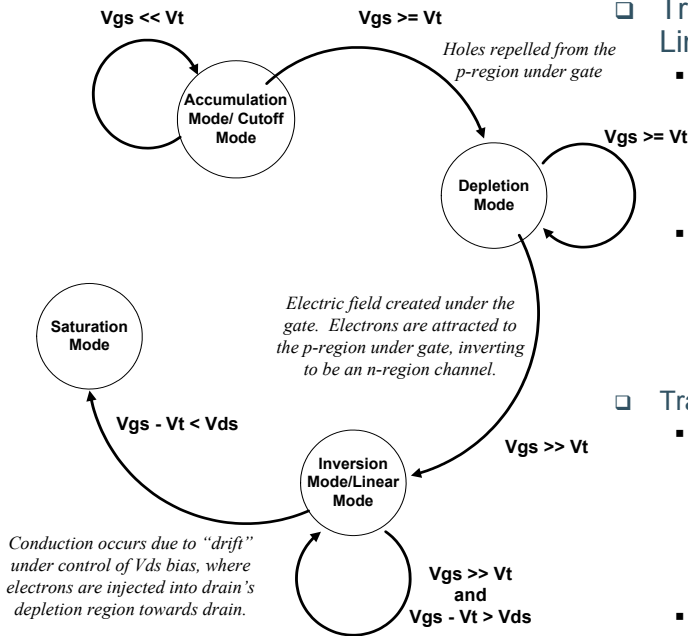 Vgs << Vt
Vgs >= Vt
Holes repelled from the
p-region under gate
Accumulation
Mode/ Cutoff
Mode
Vgs >= Vt
Depletion
Mode
Electric field created under the
gate. Electrons are attracted to
the p-region under gate, inverting
to be an n-region channel.
Saturation
Mode
Vgs - Vt < Vds
Vgs >> Vt
Inversion
Mode/Linear
Mode
Conduction occurs due to “drift”
under control of Vds bias, where
electrons are injected into drain’s
depletion region towards drain.
Vgs >> Vt
and
Vgs - Vt > Vds